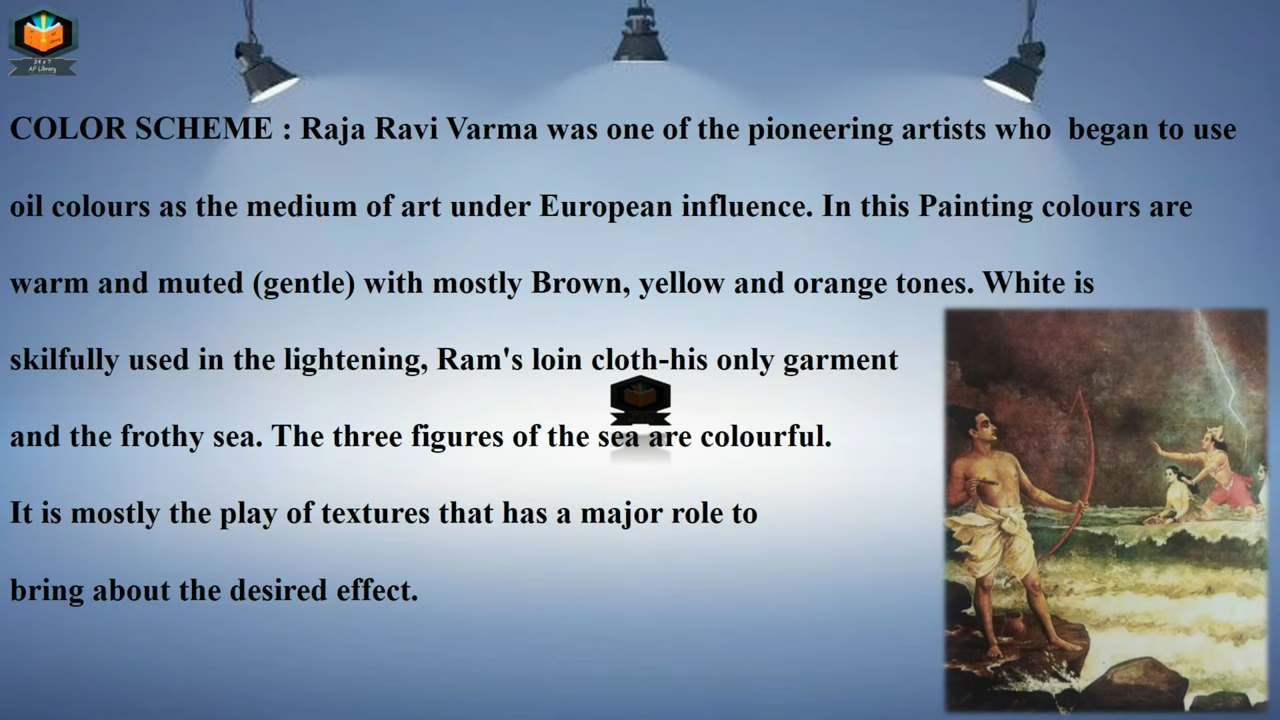 24 x 7
AP Library
COLOR SCHEME : Raja Ravi Varma was one of the pioneering artists who began to use
oil colours as the medium of art under European influence. In this Painting colours are
warm and muted (gentle) with mostly Brown, yellow and orange tones. White is
skilfully used in the lightening, Ram's loin cloth-his only garment
and the frothy sea. The three figures of the sea are colourful.
It is mostly the play of textures that has a major role to
bring about the desired effect.